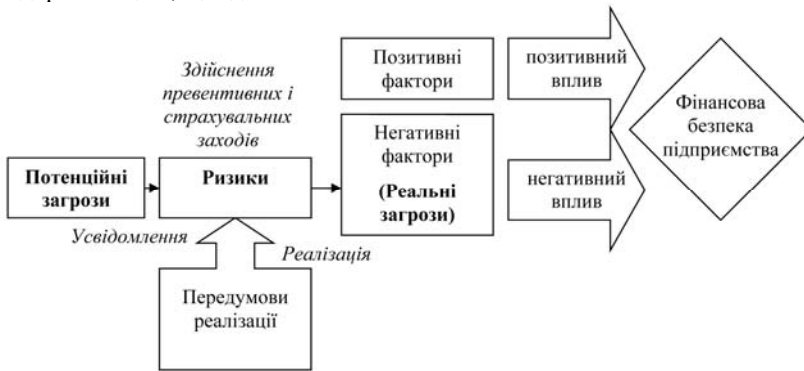 Здійснення
превентивних і
страхувальних
заходів
Потенційні
загрози
Ризики
Усвідомлення
Реалізація
Передумови
реалізації
Позитивні
фактори
Негативні
фактори
(Реальні
загрози)
позитивний
вплив
негативний
вплив
Фінансова
безпека
підприємства